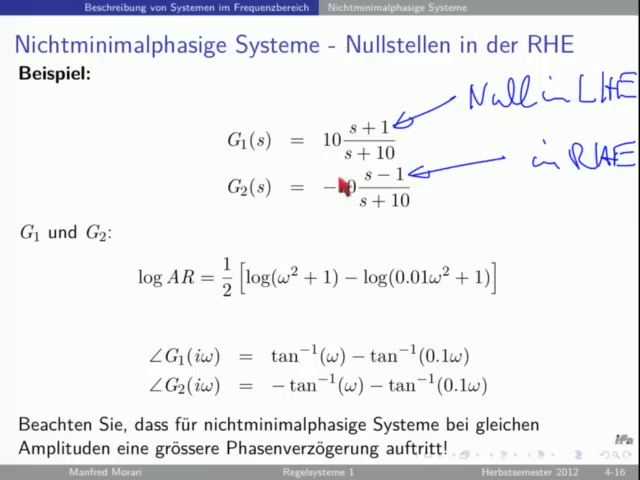 Beschreibung von Systemen im Frequenzbereich Nichtminimalphasige Systeme
Nichtminimalphasige Systeme - Nullstellen in der RHE
Beispiel:
Null in LHE
G₁(s) = 10 (s + 1)/(s + 10)
in RHE
G₂(s) = −10 (s − 1)/(s + 10)
G₁ und G₂:
log AR = 1/2 [log(ω² + 1) − log(0.01ω² + 1)]
∠G₁(iω) = tan⁻¹(ω) − tan⁻¹(0.1ω)
∠G₂(iω) = − tan⁻¹(ω) − tan⁻¹(0.1ω)
Beachten Sie, dass für nichtminimalphasige Systeme bei gleichen
Amplituden eine grössere Phasenverzögerung auftritt!
Manfred Morari Regelsysteme 1 Herbstsemester 2012 4-16